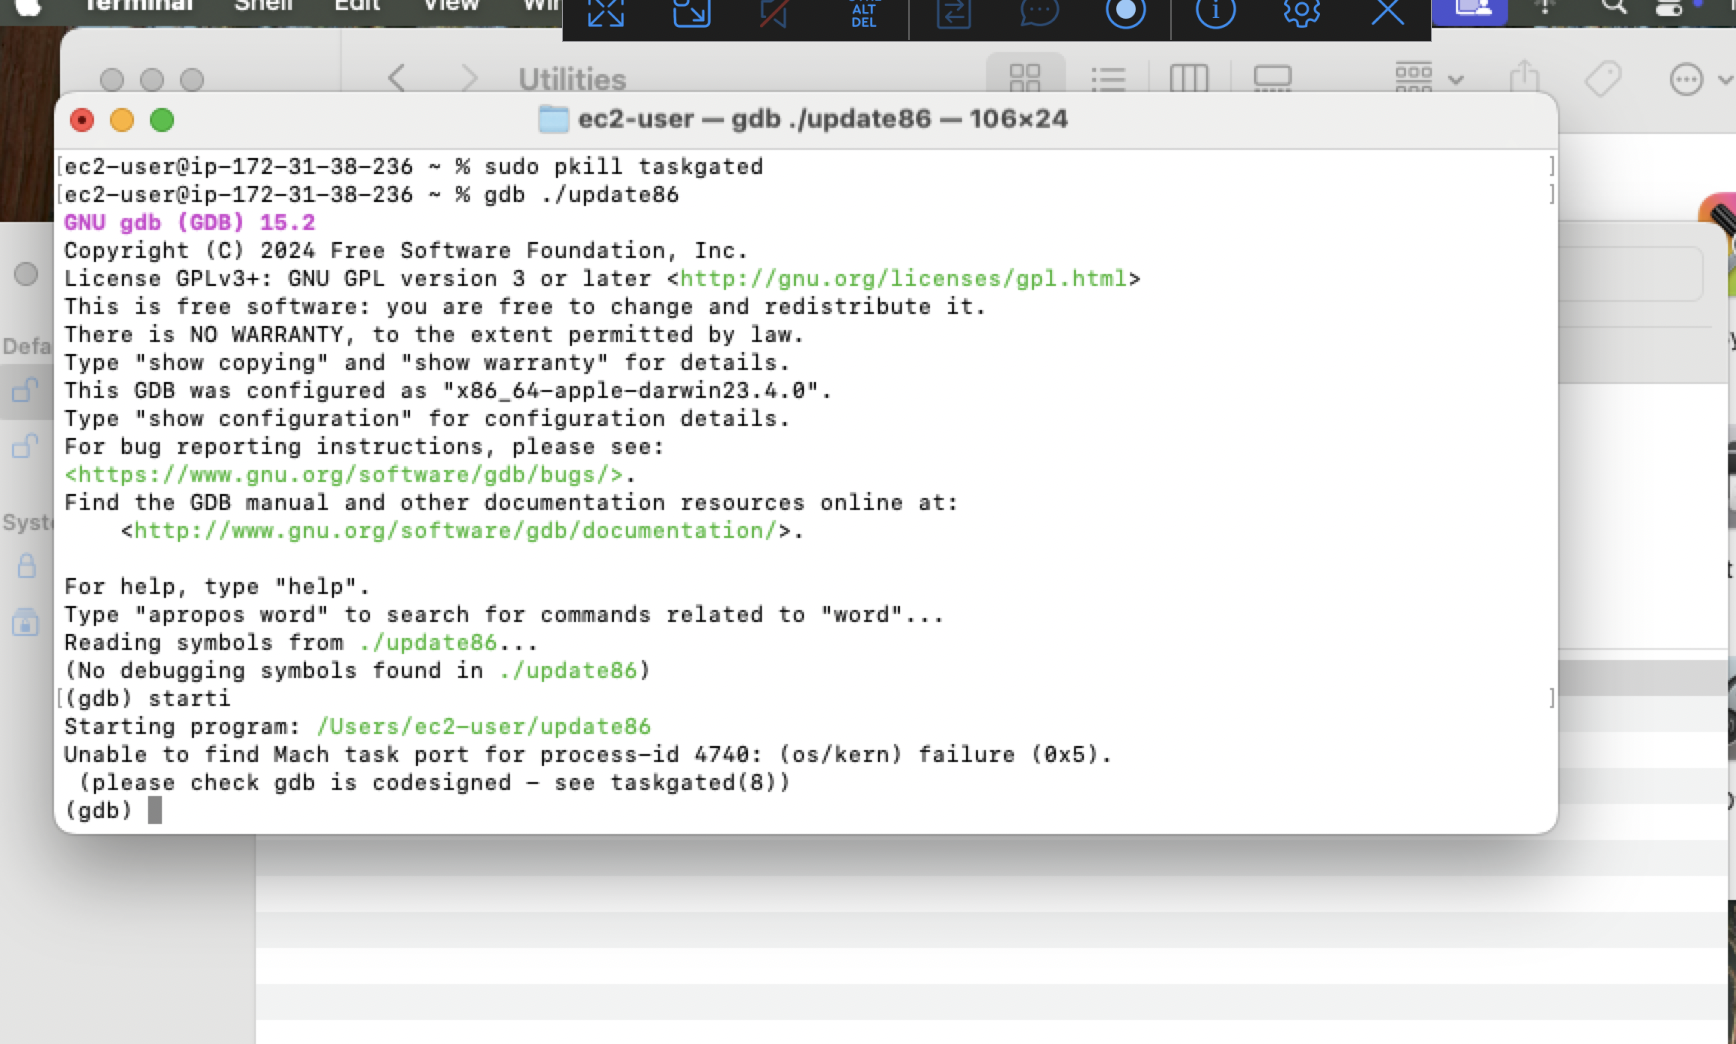 Terminal Shell Edit View
ALT
DEL
Utilities
ec2-user — gdb ./update86 — 106×24
[ec2-user@ip-172-31-38-236 ~ % sudo pkill taskgated ]
[ec2-user@ip-172-31-38-236 ~ % gdb ./update86 ]
GNU gdb (GDB) 15.2
Copyright (C) 2024 Free Software Foundation, Inc.
License GPLv3+: GNU GPL version 3 or later <http://gnu.org/licenses/gpl.html>
This is free software: you are free to change and redistribute it.
There is NO WARRANTY, to the extent permitted by law.
Type "show copying" and "show warranty" for details.
This GDB was configured as "x86_64-apple-darwin23.4.0".
Type "show configuration" for configuration details.
For bug reporting instructions, please see:
<https://www.gnu.org/software/gdb/bugs/>.
Find the GDB manual and other documentation resources online at:
    <http://www.gnu.org/software/gdb/documentation/>.
For help, type "help".
Type "apropos word" to search for commands related to "word"...
Reading symbols from ./update86...
(No debugging symbols found in ./update86)
[(gdb) starti ]
Starting program: /Users/ec2-user/update86
Unable to find Mach task port for process-id 4740: (os/kern) failure (0x5).
 (please check gdb is codesigned - see taskgated(8))
(gdb)
Defa
Syst